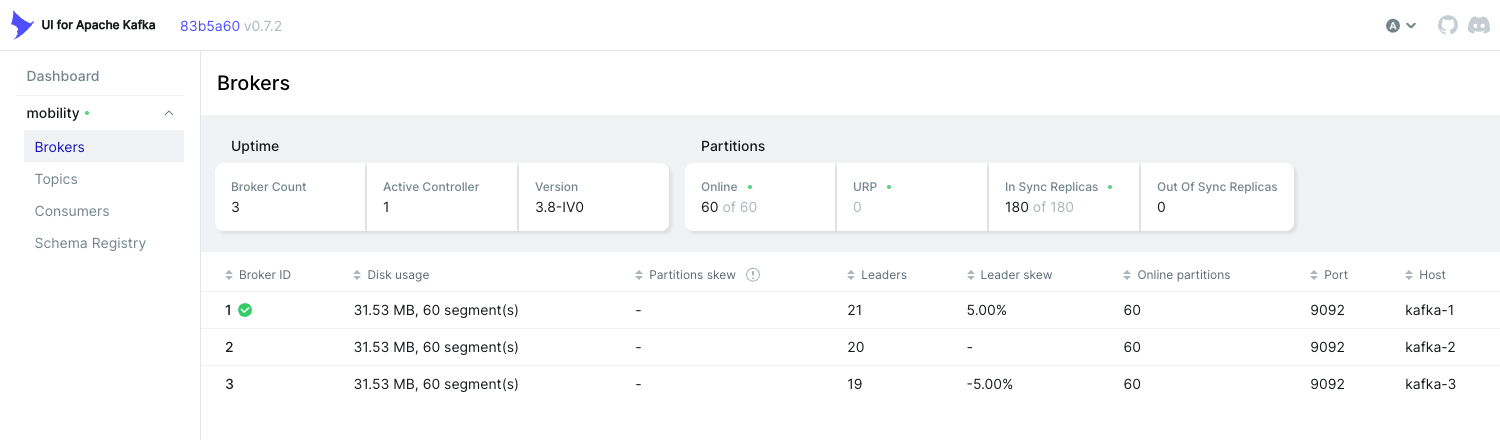 UI for Apache Kafka 83b5a60 v0.7.2 A
Dashboard
mobility
Brokers
Topics
Consumers
Schema Registry
Brokers
Uptime
Broker Count Active Controller Version
3 1 3.8-IV0
Partitions
Online URP In Sync Replicas Out Of Sync Replicas
60 of 60 0 180 of 180 0
Broker ID Disk usage Partitions skew Leaders Leader skew Online partitions Port Host
1 31.53 MB, 60 segment(s) - 21 5.00% 60 9092 kafka-1
2 31.53 MB, 60 segment(s) - 20 - 60 9092 kafka-2
3 31.53 MB, 60 segment(s) - 19 -5.00% 60 9092 kafka-3